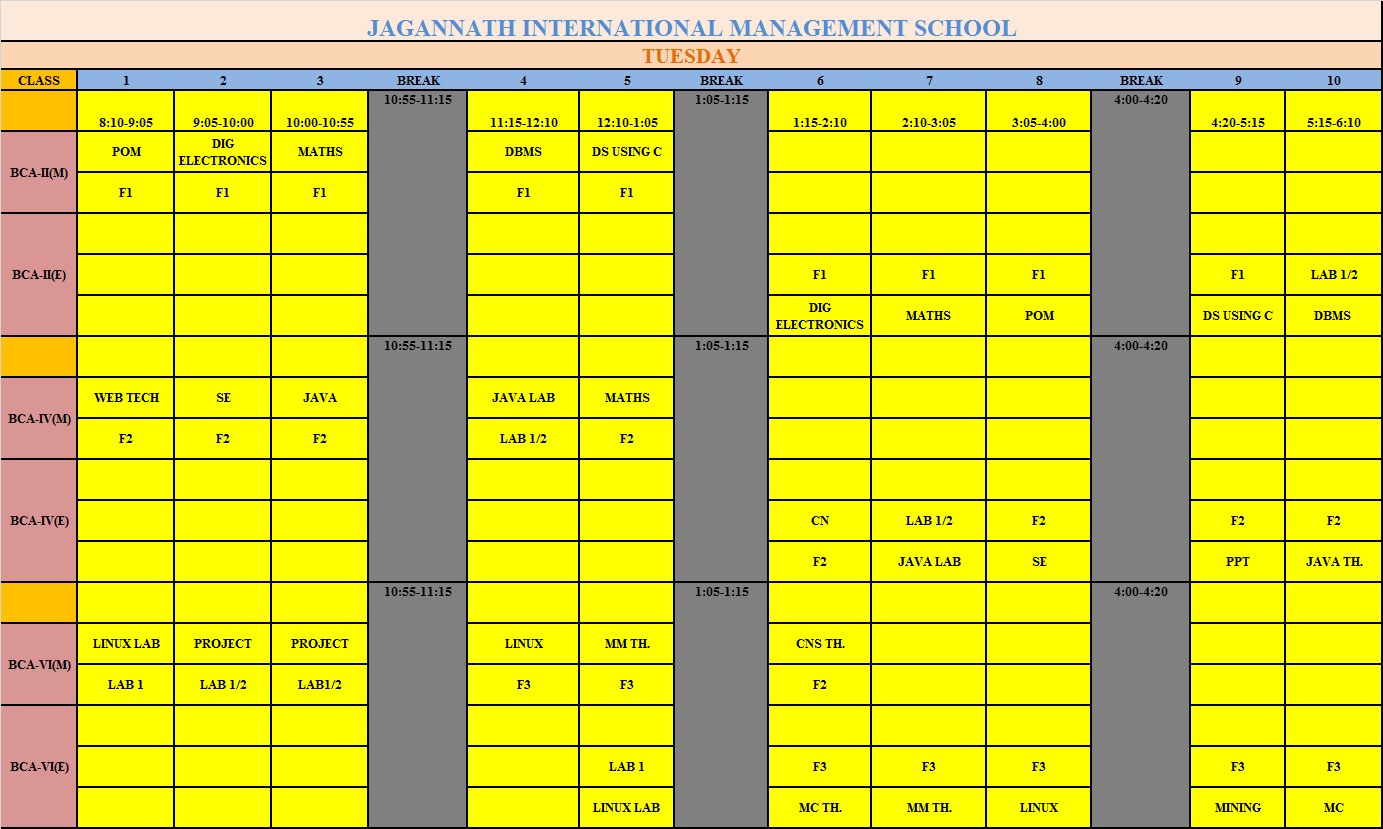 JAGANNATH INTERNATIONAL MANAGEMENT SCHOOL
TUESDAY
CLASS 1 2 3 BREAK 4 5 BREAK 6 7 8 BREAK 9 10
10:55-11:15 1:05-1:15 4:00-4:20
8:10-9:05 9:05-10:00 10:00-10:55 11:15-12:10 12:10-1:05 1:15-2:10 2:10-3:05 3:05-4:00 4:20-5:15 5:15-6:10
BCA-II(M) POM DIG ELECTRONICS MATHS DBMS DS USING C
F1 F1 F1 F1 F1
BCA-II(E) F1 F1 F1 F1 LAB 1/2
DIG ELECTRONICS MATHS POM DS USING C DBMS
10:55-11:15 1:05-1:15 4:00-4:20
BCA-IV(M) WEB TECH SE JAVA JAVA LAB MATHS
F2 F2 F2 LAB 1/2 F2
BCA-IV(E) CN LAB 1/2 F2 F2 F2
F2 JAVA LAB SE PPT JAVA TH.
10:55-11:15 1:05-1:15 4:00-4:20
BCA-VI(M) LINUX LAB PROJECT PROJECT LINUX MM TH. CNS TH.
LAB 1 LAB 1/2 LAB1/2 F3 F3 F2
BCA-VI(E) LAB 1 F3 F3 F3 F3 F3
LINUX LAB MC TH. MM TH. LINUX MINING MC